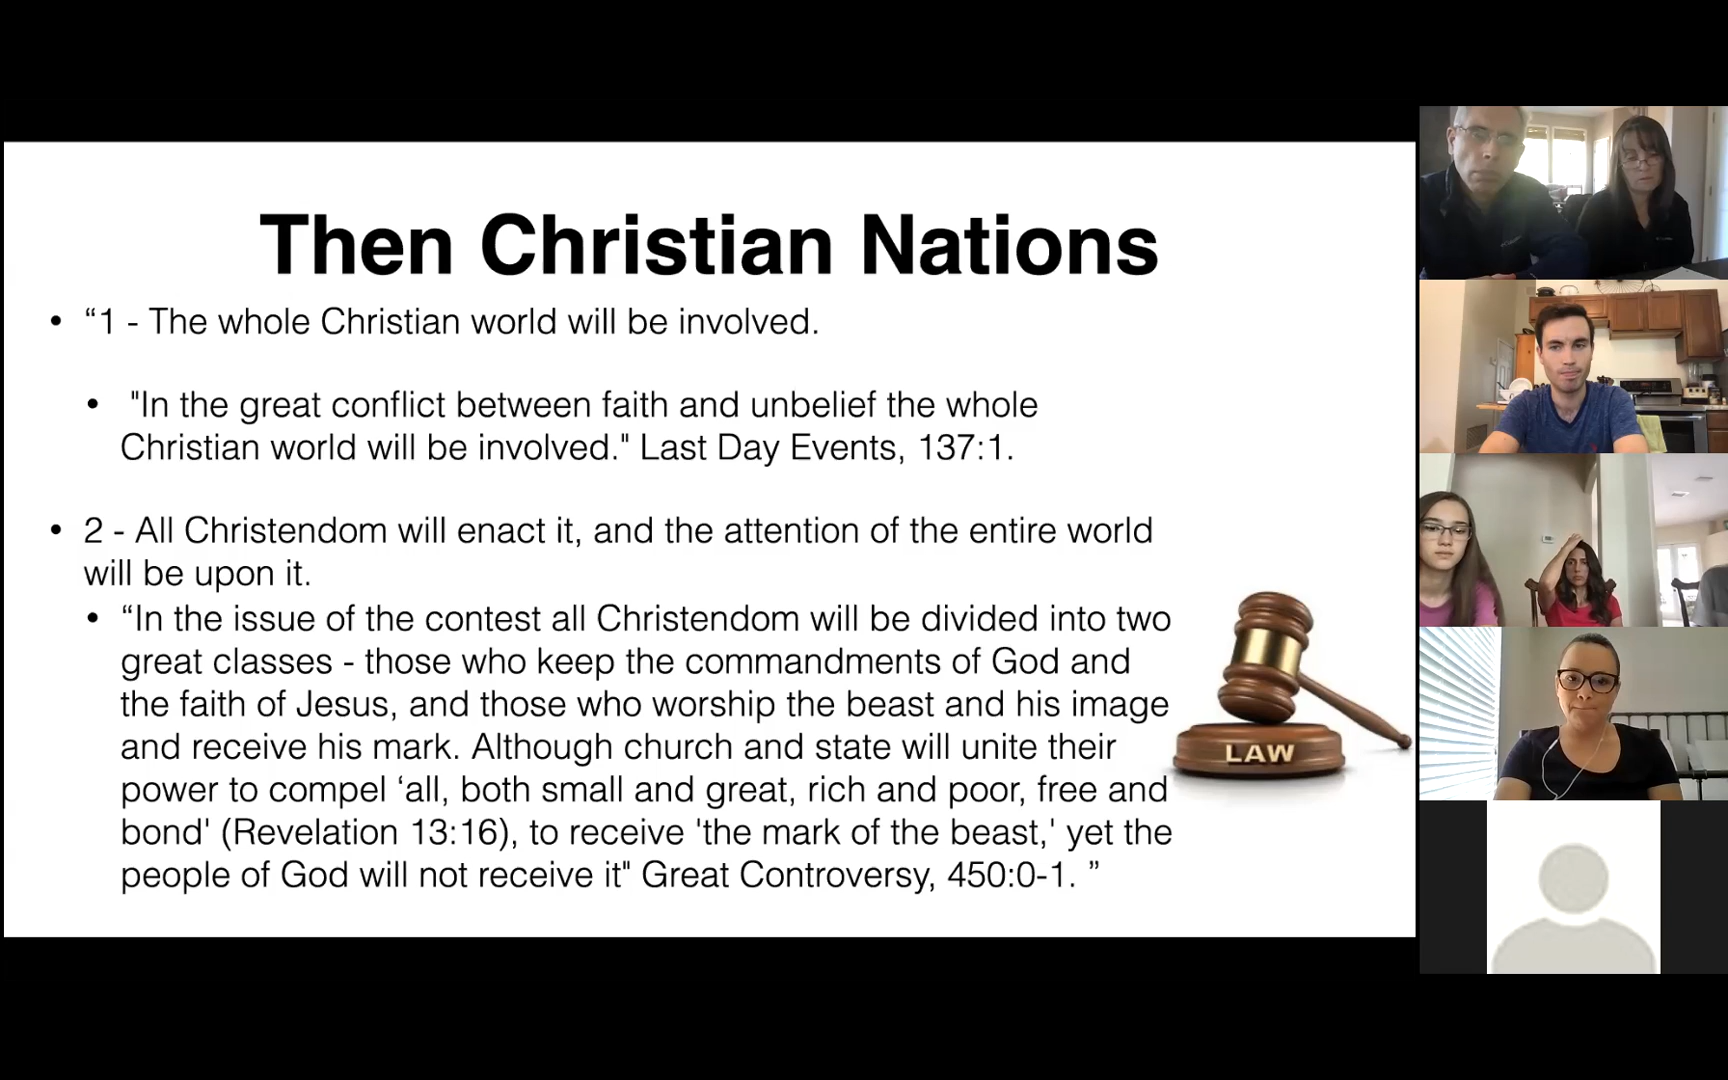 Then Christian Nations
• “1 - The whole Christian world will be involved.
• "In the great conflict between faith and unbelief the whole
Christian world will be involved." Last Day Events, 137:1.
• 2 - All Christendom will enact it, and the attention of the entire world
will be upon it.
• “In the issue of the contest all Christendom will be divided into two
great classes - those who keep the commandments of God and
the faith of Jesus, and those who worship the beast and his image
and receive his mark. Although church and state will unite their
power to compel ‘all, both small and great, rich and poor, free and
bond' (Revelation 13:16), to receive 'the mark of the beast,' yet the
people of God will not receive it" Great Controversy, 450:0-1. ”
LAW